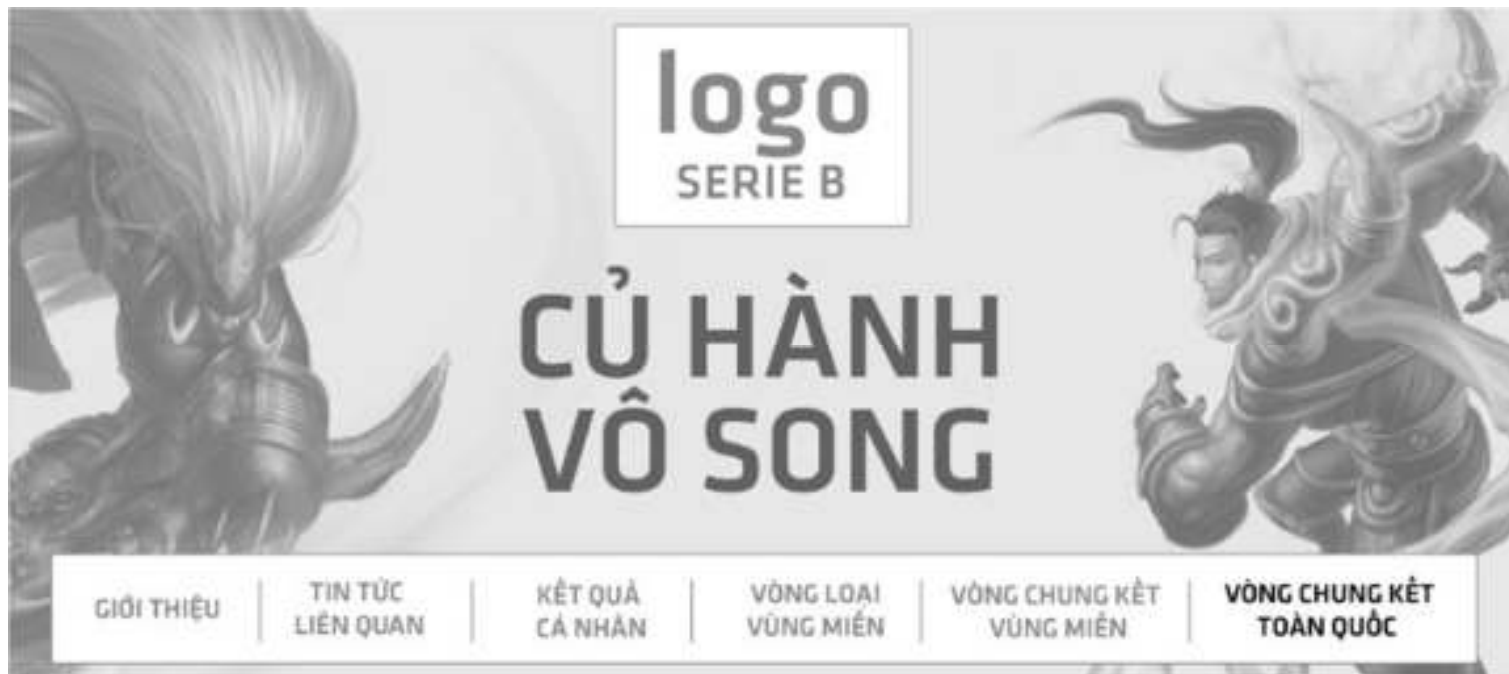 logo
SERIE B
CỦ HÀNH
VÔ SONG
GIỚI THIỆU
TIN TỨC
LIÊN QUAN
KẾT QUẢ
CÁ NHÂN
VÒNG LOẠI
VÙNG MIỀN
VÒNG CHUNG KẾT
VÙNG MIỀN
VÒNG CHUNG KẾT
TOÀN QUỐC